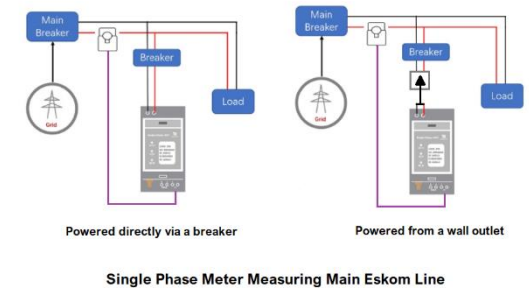 Main
Breaker
Breaker
Load
Grid
Powered directly via a breaker
Main
Breaker
Breaker
Load
Grid
Powered from a wall outlet
Single Phase Meter Measuring Main Eskom Line